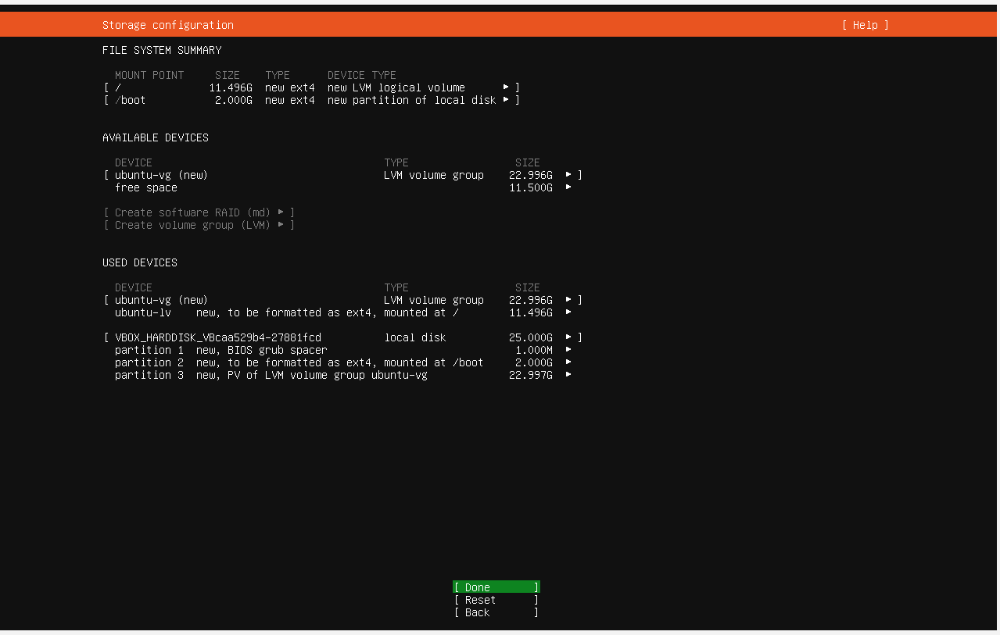 Storage configuration [ Help ]
FILE SYSTEM SUMMARY
MOUNT POINT SIZE TYPE DEVICE TYPE
[ / 11.496G new ext4 new LVM logical volume ▸ ]
[ /boot 2.000G new ext4 new partition of local disk ▸ ]
AVAILABLE DEVICES
DEVICE TYPE SIZE
[ ubuntu-vg (new) LVM volume group 22.996G ▸ ]
free space 11.500G ▸
[ Create software RAID (md) ▸ ]
[ Create volume group (LVM) ▸ ]
USED DEVICES
DEVICE TYPE SIZE
[ ubuntu-vg (new) LVM volume group 22.996G ▸ ]
ubuntu-lv new, to be formatted as ext4, mounted at / 11.496G ▸
[ VBOX_HARDDISK_VBcaa529b4-27881fcd local disk 25.000G ▸ ]
partition 1 new, BIOS grub spacer 1.000M ▸
partition 2 new, to be formatted as ext4, mounted at /boot 2.000G ▸
partition 3 new, PV of LVM volume group ubuntu-vg 22.997G ▸
[ Done ]
[ Reset ]
[ Back ]